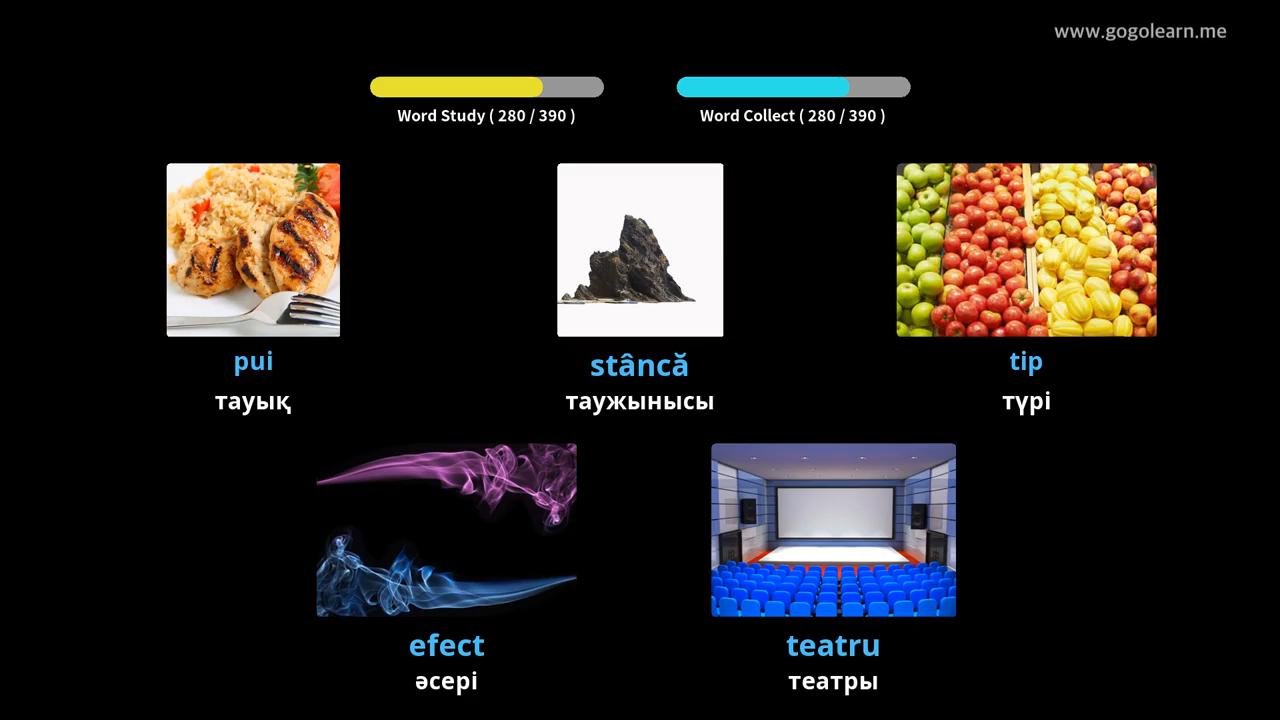 www.gogolearn.me
Word Study ( 280 / 390 )
Word Collect ( 280 / 390 )
pui
тауық
stâncă
таужынысы
tip
түрі
efect
әсері
teatru
театры